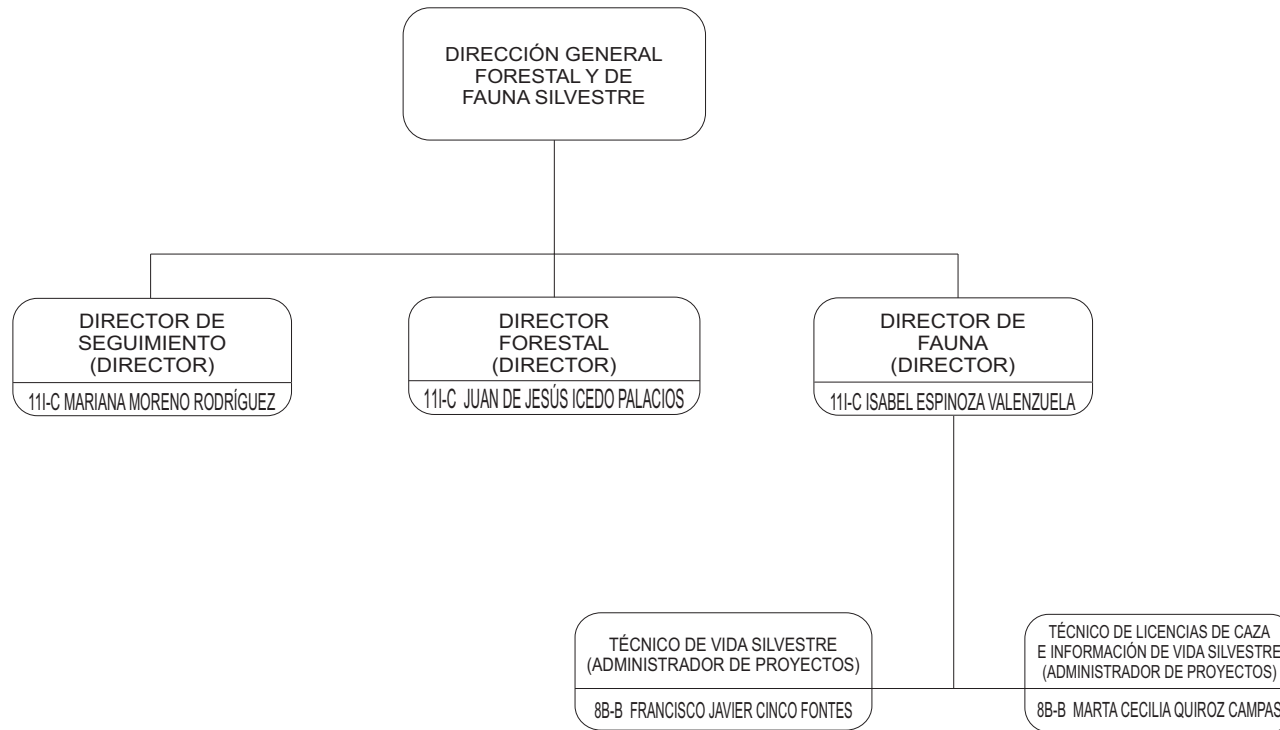 DIRECCIÓN GENERAL
FORESTAL Y DE
FAUNA SILVESTRE
DIRECTOR DE
SEGUIMIENTO
(DIRECTOR)
11I-C MARIANA MORENO RODRÍGUEZ
DIRECTOR
FORESTAL
(DIRECTOR)
11I-C JUAN DE JESÚS ICEDO PALACIOS
DIRECTOR DE
FAUNA
(DIRECTOR)
11I-C ISABEL ESPINOZA VALENZUELA
TÉCNICO DE VIDA SILVESTRE
(ADMINISTRADOR DE PROYECTOS)
8B-B FRANCISCO JAVIER CINCO FONTES
TÉCNICO DE LICENCIAS DE CAZA
E INFORMACIÓN DE VIDA SILVESTRE
(ADMINISTRADOR DE PROYECTOS)
8B-B MARTA CECILIA QUIROZ CAMPAS